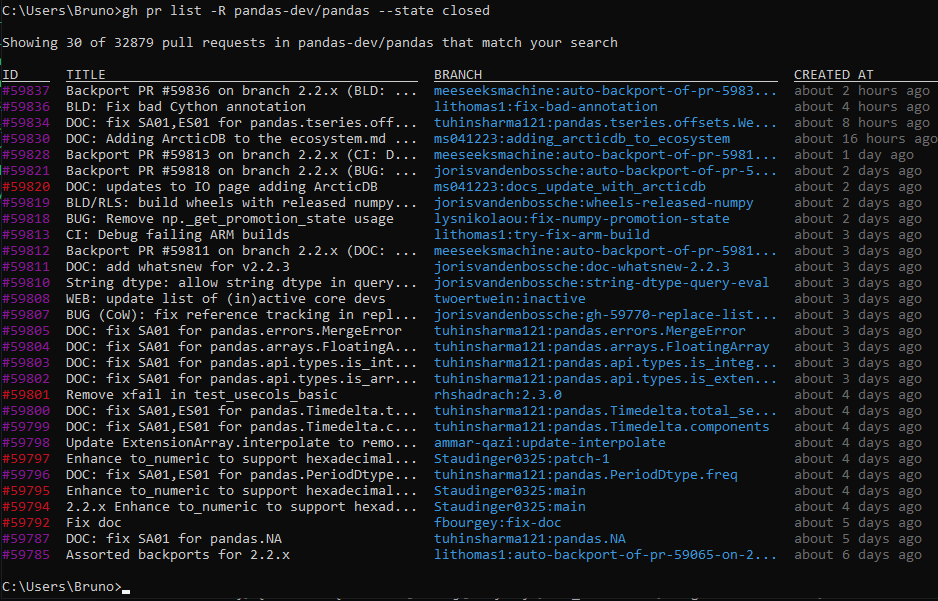 C:\Users\Bruno>gh pr list -R pandas-dev/pandas --state closed
Showing 30 of 32879 pull requests in pandas-dev/pandas that match your search
ID TITLE BRANCH CREATED AT
#59837 Backport PR #59836 on branch 2.2.x (BLD: ... meeseeksmachine:auto-backport-of-pr-5983... about 2 hours ago
#59836 BLD: Fix bad Cython annotation lithomas1:fix-bad-annotation about 4 hours ago
#59834 DOC: fix SA01,ES01 for pandas.tseries.off... tuhinsharma121:pandas.tseries.offsets.We... about 8 hours ago
#59830 DOC: Adding ArcticDB to the ecosystem.md ... ms041223:adding_arcticdb_to_ecosystem about 16 hours ago
#59828 Backport PR #59813 on branch 2.2.x (CI: D... meeseeksmachine:auto-backport-of-pr-5981... about 1 day ago
#59821 Backport PR #59818 on branch 2.2.x (BUG: ... jorisvandenbossche:auto-backport-of-pr-5... about 2 days ago
#59820 DOC: updates to IO page adding ArcticDB ms041223:docs_update_with_arcticdb about 2 days ago
#59819 BLD/RLS: build wheels with released numpy... jorisvandenbossche:wheels-released-numpy about 2 days ago
#59818 BUG: Remove np._get_promotion_state usage lysnikolaou:fix-numpy-promotion-state about 2 days ago
#59813 CI: Debug failing ARM builds lithomas1:try-fix-arm-build about 3 days ago
#59812 Backport PR #59811 on branch 2.2.x (DOC: ... meeseeksmachine:auto-backport-of-pr-5981... about 3 days ago
#59811 DOC: add whatsnew for v2.2.3 jorisvandenbossche:doc-whatsnew-2.2.3 about 3 days ago
#59810 String dtype: allow string dtype in query... jorisvandenbossche:string-dtype-query-eval about 3 days ago
#59808 WEB: update list of (in)active core devs twoertwein:inactive about 3 days ago
#59807 BUG (CoW): fix reference tracking in repl... jorisvandenbossche:gh-59770-replace-list... about 3 days ago
#59805 DOC: fix SA01 for pandas.errors.MergeError tuhinsharma121:pandas.errors.MergeError about 3 days ago
#59804 DOC: fix SA01 for pandas.arrays.FloatingA... tuhinsharma121:pandas.arrays.FloatingArray about 3 days ago
#59803 DOC: fix SA01 for pandas.api.types.is_int... tuhinsharma121:pandas.api.types.is_integ... about 3 days ago
#59802 DOC: fix SA01 for pandas.api.types.is_arr... tuhinsharma121:pandas.api.types.is_exten... about 3 days ago
#59801 Remove xfail in test_usecols_basic rhshadrach:2.3.0 about 4 days ago
#59800 DOC: fix SA01,ES01 for pandas.Timedelta.t... tuhinsharma121:pandas.Timedelta.total_se... about 4 days ago
#59799 DOC: fix SA01,ES01 for pandas.Timedelta.c... tuhinsharma121:pandas.Timedelta.components about 4 days ago
#59798 Update ExtensionArray.interpolate to remo... ammar-qazi:update-interpolate about 4 days ago
#59797 Enhance to_numeric to support hexadecimal... Staudinger0325:patch-1 about 4 days ago
#59796 DOC: fix SA01,ES01 for pandas.PeriodDtype... tuhinsharma121:pandas.PeriodDtype.freq about 4 days ago
#59795 Enhance to_numeric to support hexadecimal... Staudinger0325:main about 4 days ago
#59794 2.2.x Enhance to_numeric to support hexad... Staudinger0325:main about 4 days ago
#59792 Fix doc fbourgey:fix-doc about 5 days ago
#59787 DOC: fix SA01 for pandas.NA tuhinsharma121:pandas.NA about 5 days ago
#59785 Assorted backports for 2.2.x lithomas1:auto-backport-of-pr-59065-on-2... about 6 days ago
C:\Users\Bruno>